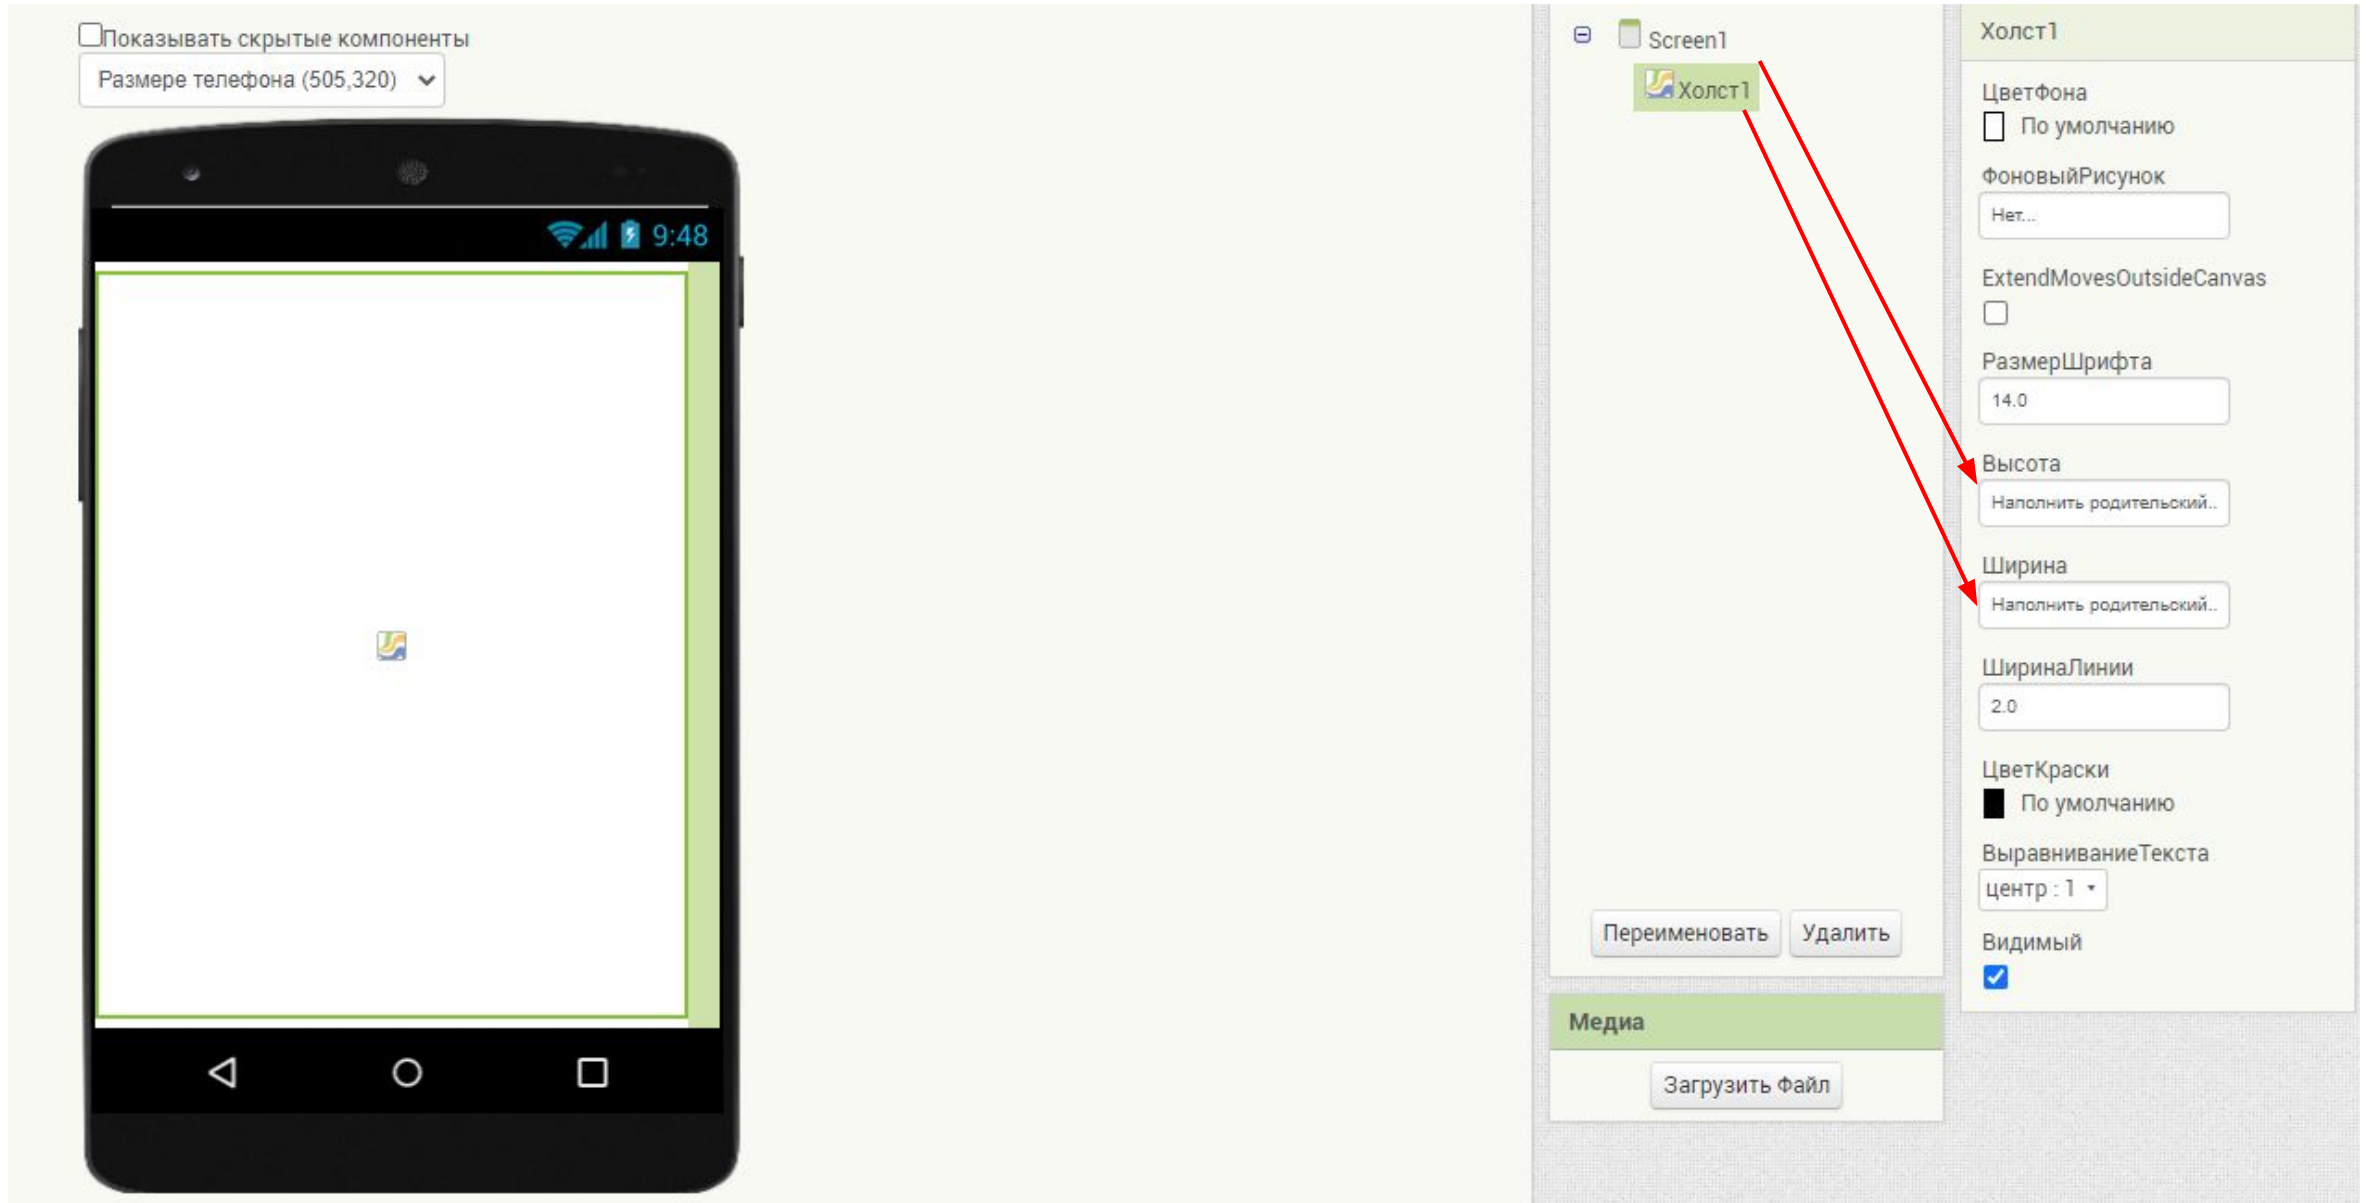 Показывать скрытые компоненты
Размере телефона (505,320)
9:48
Screen1
Холст1
Переименовать
Удалить
Медиа
Загрузить Файл
Холст1
ЦветФона
По умолчанию
ФоновыйРисунок
Нет...
ExtendMovesOutsideCanvas
РазмерШрифта
14.0
Высота
Наполнить родительский..
Ширина
Наполнить родительский..
ШиринаЛинии
2.0
ЦветКраски
По умолчанию
ВыравниваниеТекста
центр : 1
Видимый